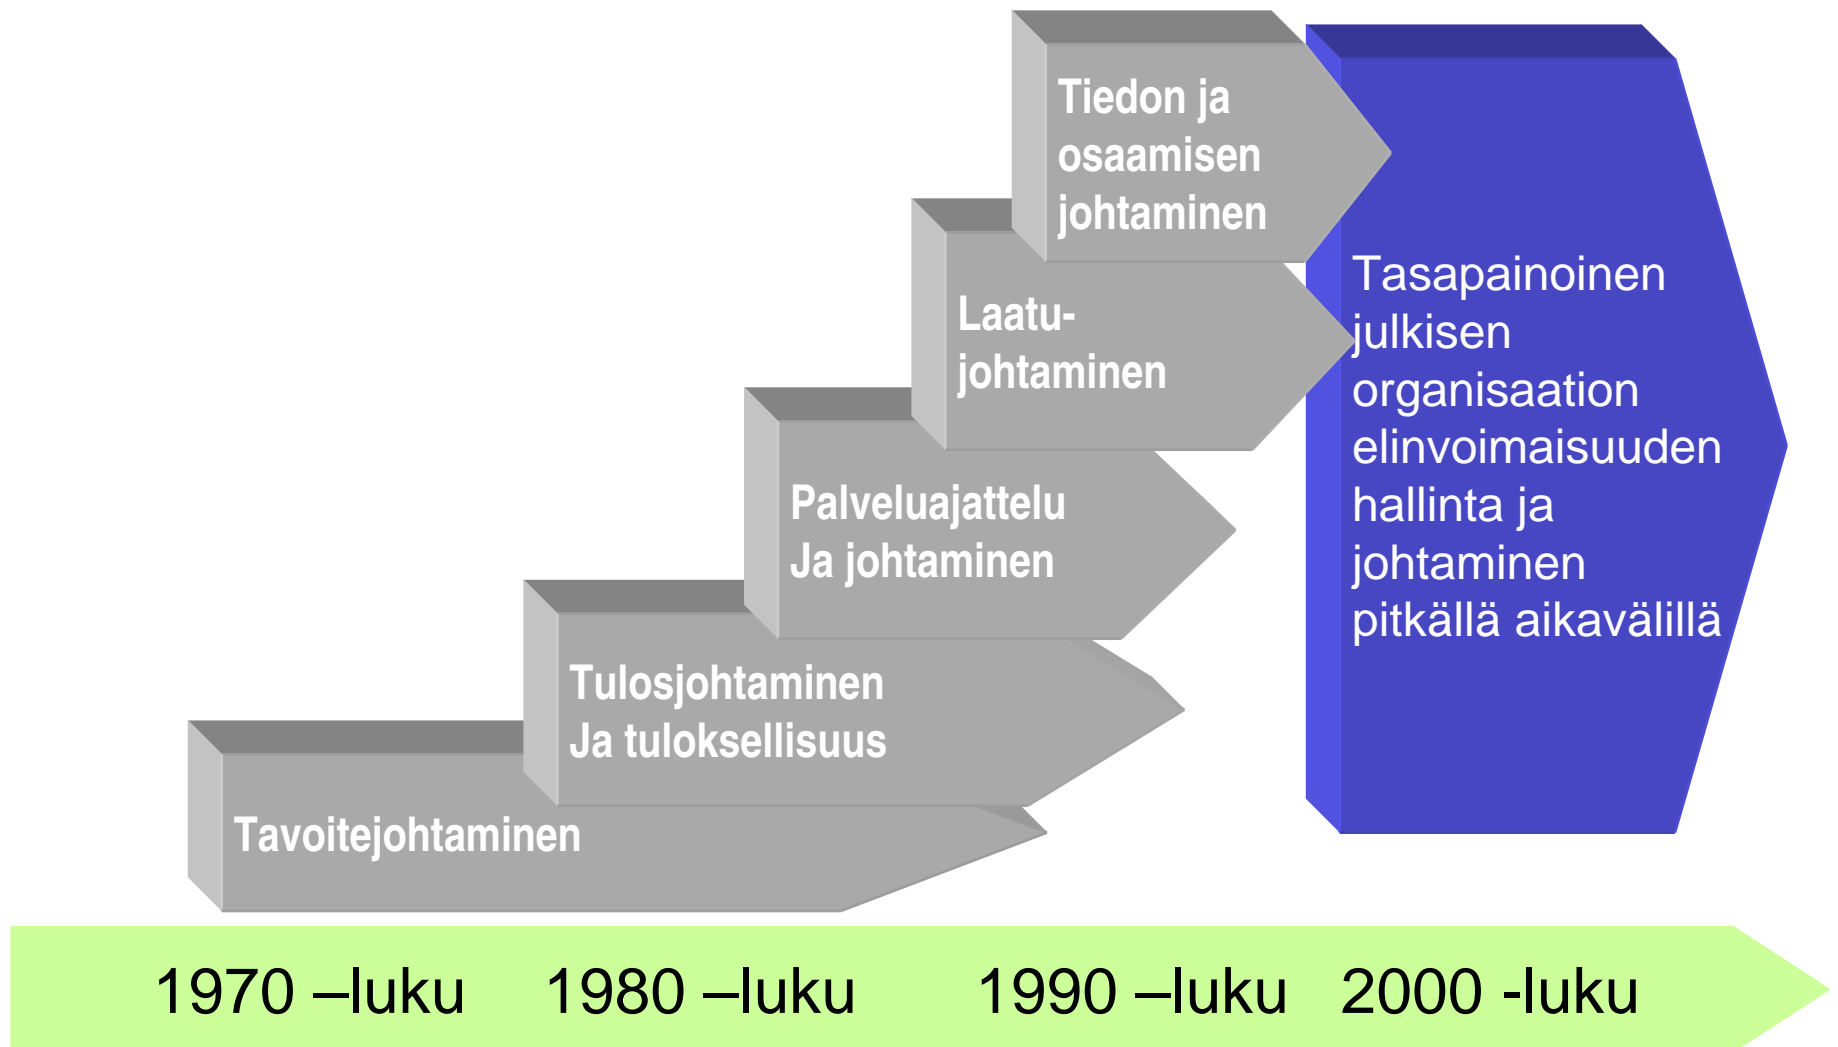 Tiedon ja
osaamisen
johtaminen
Laatu-
johtaminen
Palveluajattelu
Ja johtaminen
Tulosjohtaminen
Ja tuloksellisuus
Tavoitejohtaminen
Tasapainoinen
julkisen
organisaation
elinvoimaisuuden
hallinta ja
johtaminen
pitkällä aikavälillä
1970 –luku 1980 –luku 1990 –luku 2000 -luku